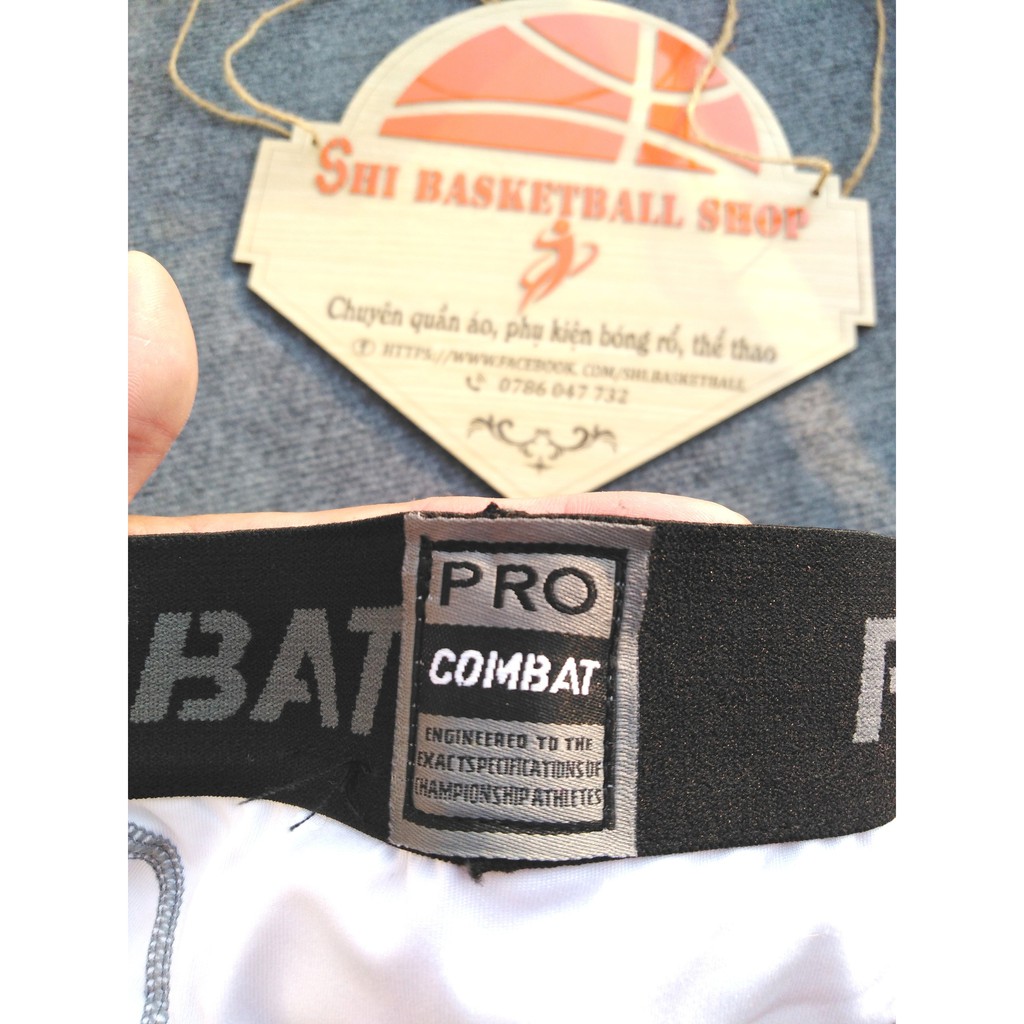 SHI BASKETBALL SHOP
Chuyên quần áo, phụ kiện bóng rổ, thể thao
HTTPS://WWW.FACEBOOK.COM/SHI.BASKETBALL
0786 047 732
BAT
PRO
COMBAT
ENGINEERED TO THE
EXACT SPECIFICATIONS OF
CHAMPIONSHIP ATHLETES